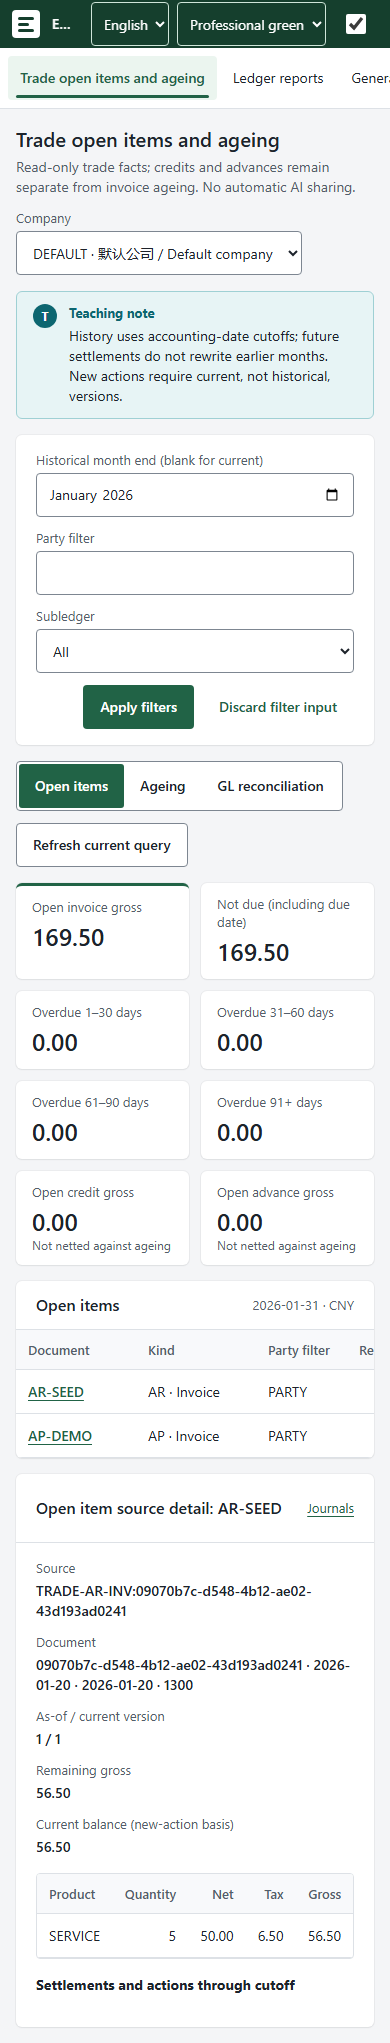 E...
English
Professional green
Trade open items and ageing
Ledger reports
Genera
Trade open items and ageing
Read-only trade facts; credits and advances remain
separate from invoice ageing. No automatic AI sharing.
Company
DEFAULT · 默认公司 / Default company
T
Teaching note
History uses accounting-date cutoffs; future
settlements do not rewrite earlier months.
New actions require current, not historical,
versions.
Historical month end (blank for current)
January 2026
Party filter
Subledger
All
Apply filters
Discard filter input
Open items
Ageing
GL reconciliation
Refresh current query
Open invoice gross
169.50
Not due (including due
date)
169.50
Overdue 1–30 days
0.00
Overdue 31–60 days
0.00
Overdue 61–90 days
0.00
Overdue 91+ days
0.00
Open credit gross
0.00
Not netted against ageing
Open advance gross
0.00
Not netted against ageing
Open items
2026-01-31 · CNY
Document Kind Party filter Re
AR-SEED AR · Invoice PARTY
AP-DEMO AP · Invoice PARTY
Open item source detail: AR-SEED
Journals
Source
TRADE-AR-INV:09070b7c-d548-4b12-ae02-
43d193ad0241
Document
09070b7c-d548-4b12-ae02-43d193ad0241 · 2026-
01-20 · 2026-01-20 · 1300
As-of / current version
1 / 1
Remaining gross
56.50
Current balance (new-action basis)
56.50
Product Quantity Net Tax Gross
SERVICE 5 50.00 6.50 56.50
Settlements and actions through cutoff